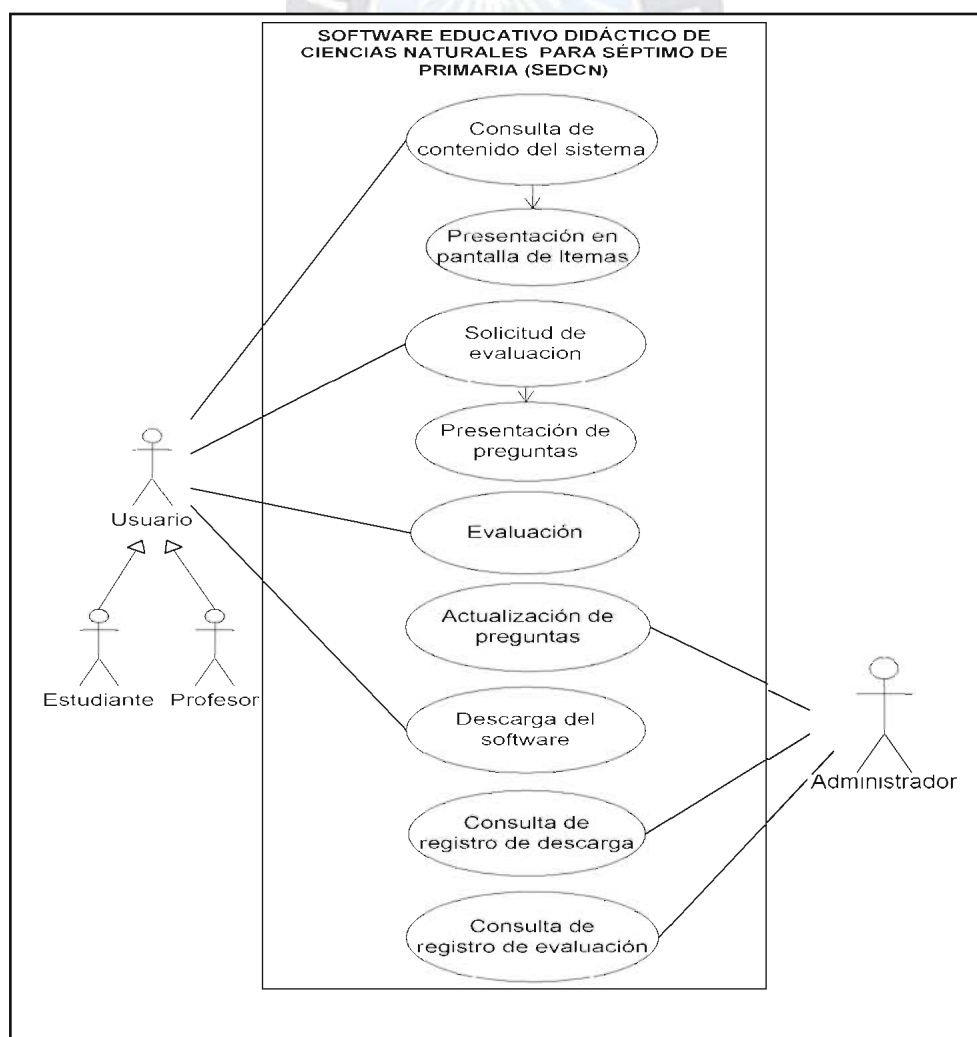 SOFTWARE EDUCATIVO DIDÁCTICO DE
CIENCIAS NATURALES PARA SÉPTIMO DE
PRIMARIA (SEDCN)
Consulta de
contenido del sistema
Presentación en
pantalla de Itemas
Solicitud de
evaluacion
Presentación de
preguntas
Usuario
Evaluación
Actualización de
preguntas
Estudiante
Profesor
Descarga del
software
Administrador
Consulta de
registro de descarga
Consulta de
registro de evaluación